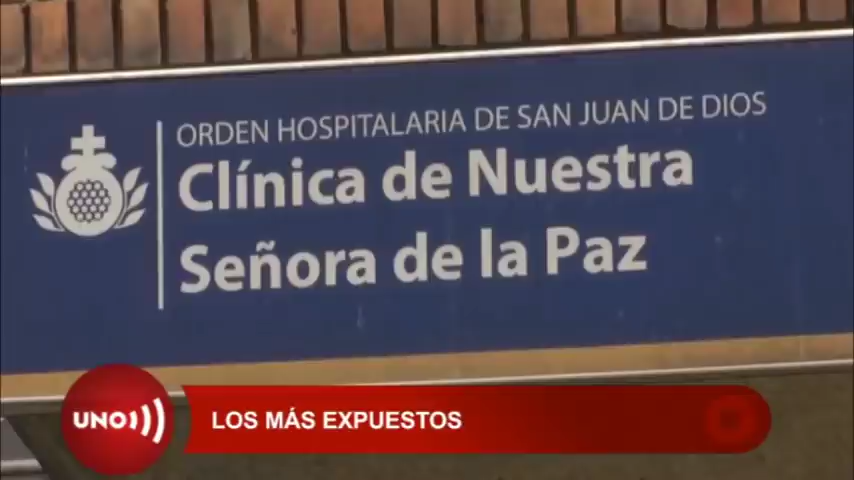 ORDEN HOSPITALARIA DE SAN JUAN DE DIOS
Clínica de Nuestra
Señora de la Paz
UNO
LOS MÁS EXPUESTOS